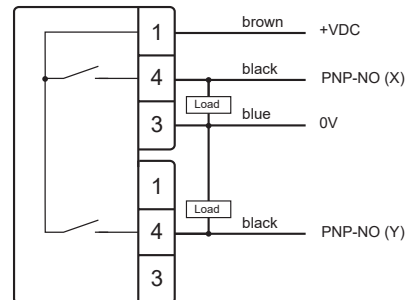 1 brown +VDC
4 black PNP-NO (X)
Load
3 blue 0V
1
Load
4 black PNP-NO (Y)
3